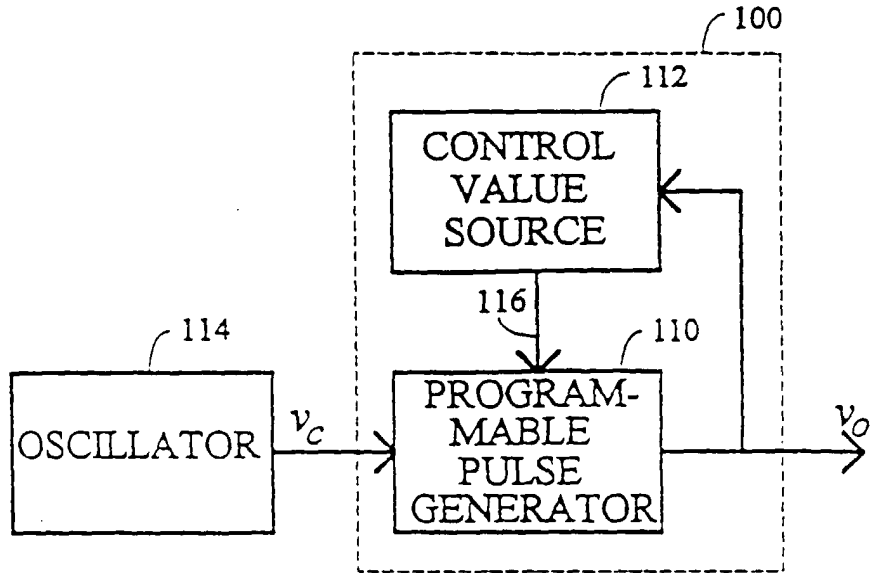 100
112
CONTROL
VALUE
SOURCE
116
114
110
OSCILLATOR
v_C
PROGRAM-
MABLE
PULSE
GENERATOR
v_O